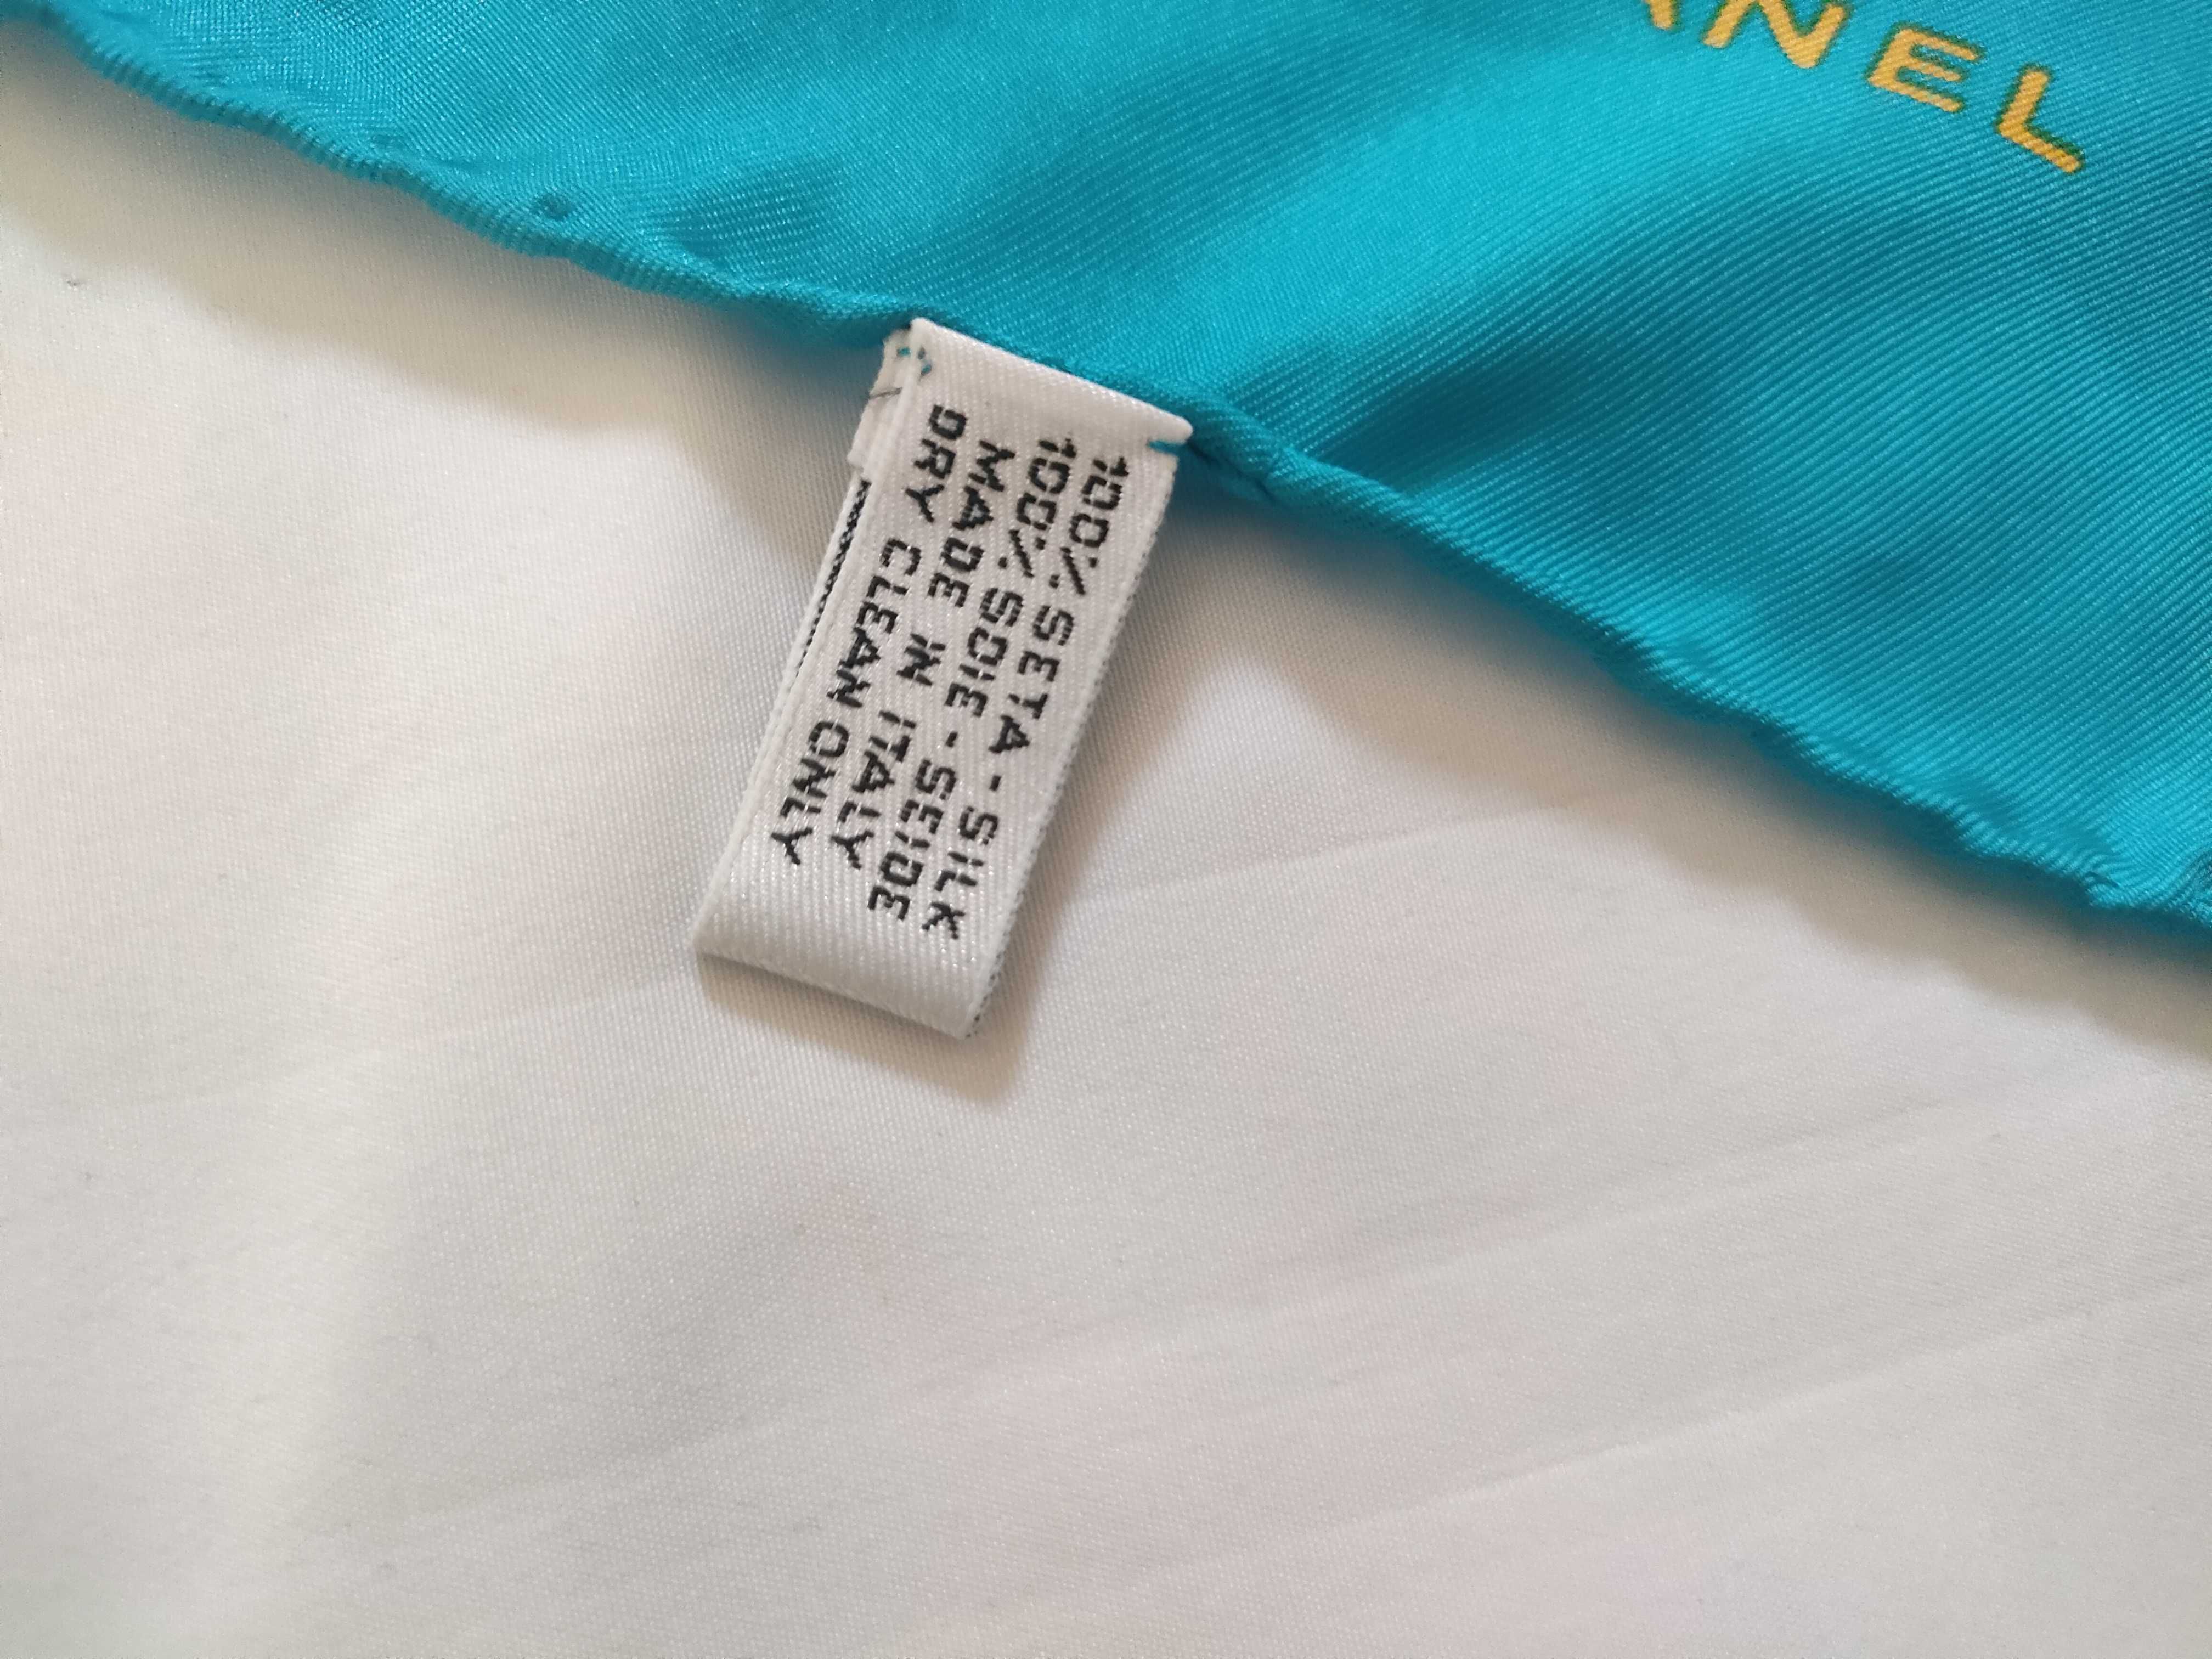 ANEL
100% SETA - SILK
100% SOIE - SEIDE
MADE IN ITALY
DRY CLEAN ONLY